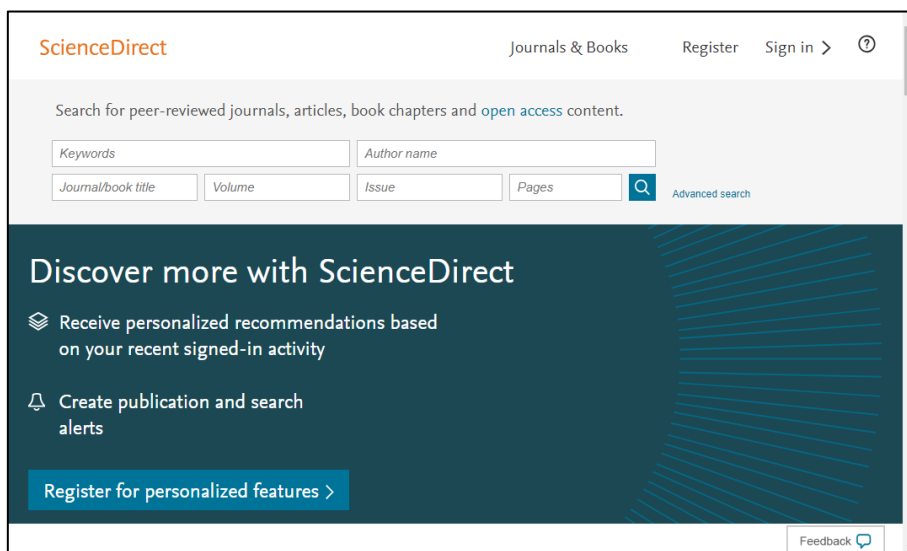 ScienceDirect
Journals & Books
Register
Sign in >
?
Search for peer-reviewed journals, articles, book chapters and open access content.
Keywords
Author name
Journal/book title
Volume
Issue
Pages
Advanced search
Discover more with ScienceDirect
Receive personalized recommendations based
on your recent signed-in activity
Create publication and search
alerts
Register for personalized features >
Feedback